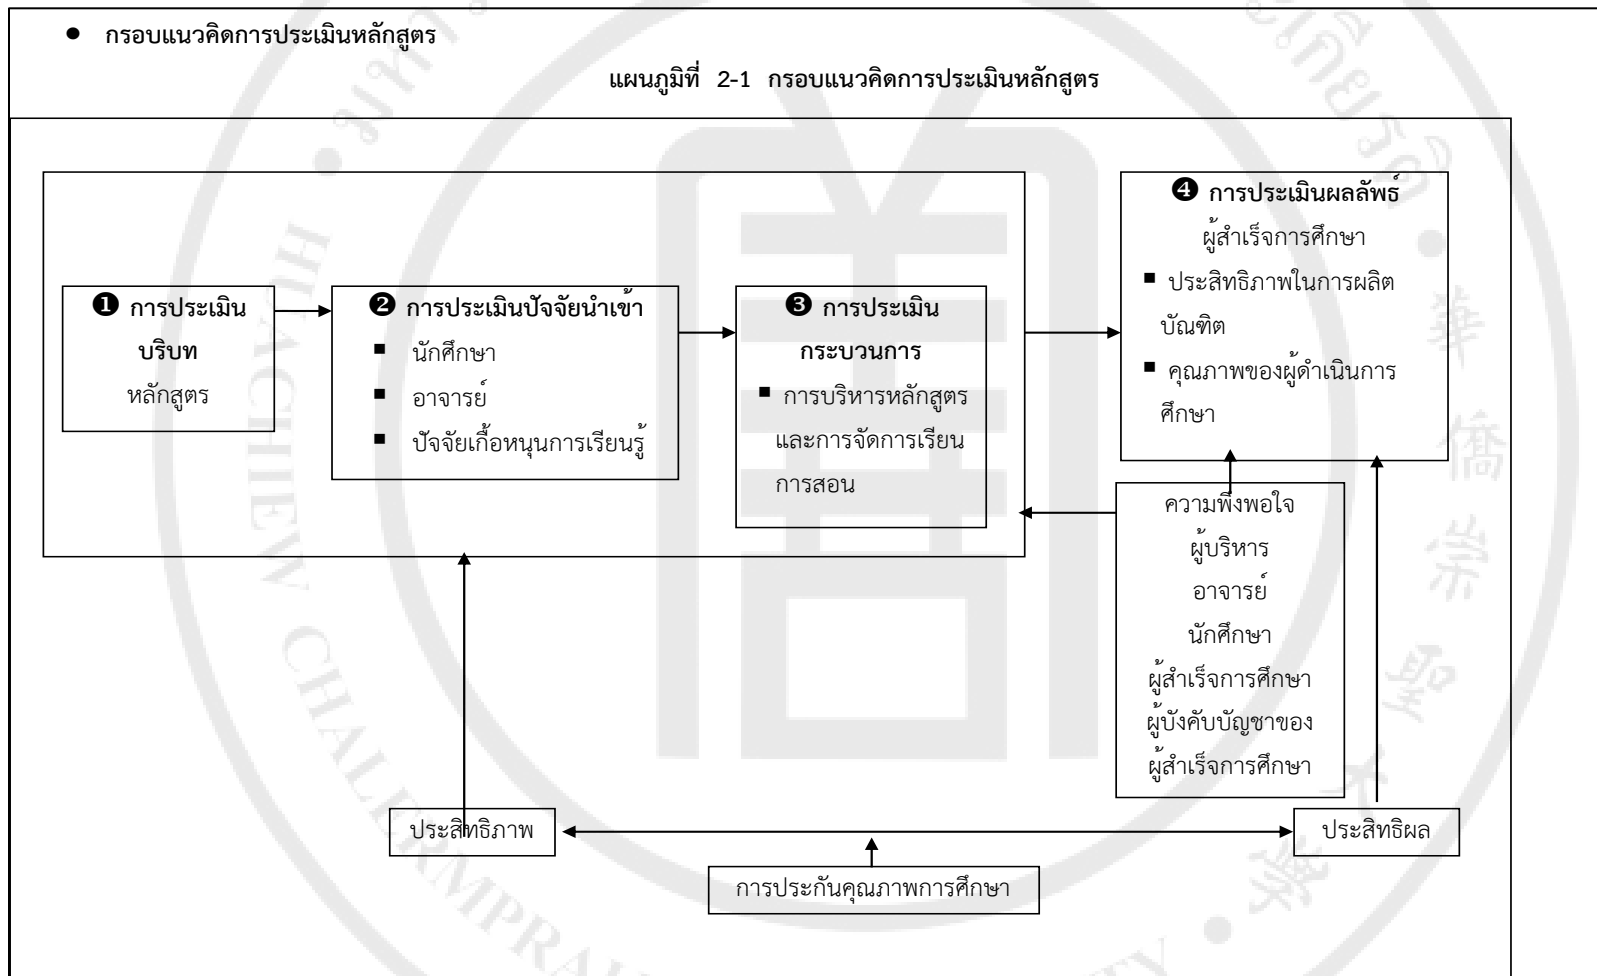 ● กรอบแนวคิดการประเมินหลักสูตร
แผนภูมิที่ 2-1 กรอบแนวคิดการประเมินหลักสูตร
❶ การประเมิน
บริบท
หลักสูตร
❷ การประเมินปัจจัยนำเข้า
▪ นักศึกษา
▪ อาจารย์
▪ ปัจจัยเกื้อหนุนการเรียนรู้
❸ การประเมิน
กระบวนการ
▪ การบริหารหลักสูตร
และการจัดการเรียน
การสอน
❹ การประเมินผลลัพธ์
ผู้สำเร็จการศึกษา
▪ ประสิทธิภาพในการผลิต
บัณฑิต
▪ คุณภาพของผู้ดำเนินการ
ศึกษา
ความพึงพอใจ
ผู้บริหาร
อาจารย์
นักศึกษา
ผู้สำเร็จการศึกษา
ผู้บังคับบัญชาของ
ผู้สำเร็จการศึกษา
ประสิทธิภาพ
ประสิทธิผล
การประกันคุณภาพการศึกษา
HUACHIEW CHALERMPRA
華 僑 崇 聖 大 學